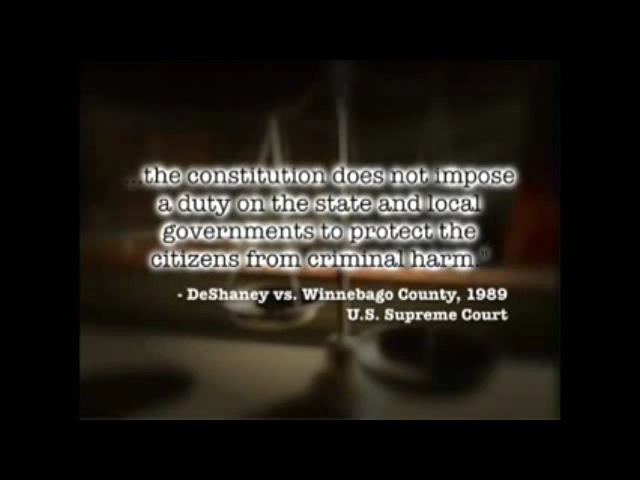 ...the constitution does not impose
a duty on the state and local
governments to protect the
citizens from criminal harm."
- DeShaney vs. Winnebago County, 1989
U.S. Supreme Court